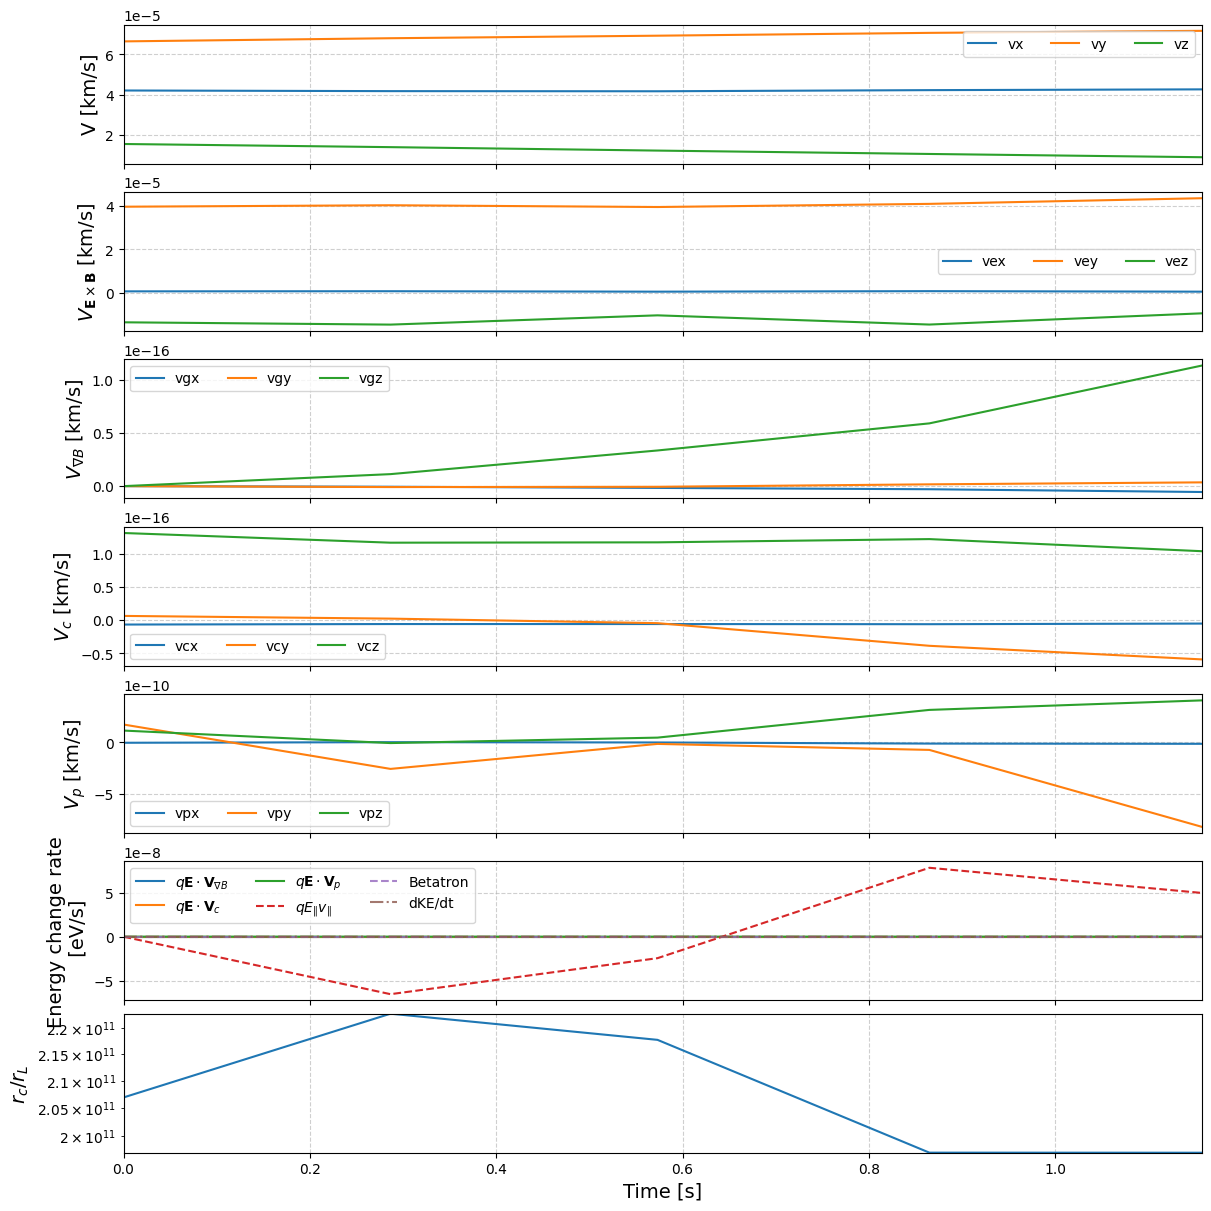 1e−5
V [km/s]
6
4
2
vx vy vz
1e−5
V_{E × B} [km/s]
4
2
0
vex vey vez
1e−16
V_{∇B} [km/s]
1.0
0.5
0.0
vgx vgy vgz
1e−16
V_c [km/s]
1.0
0.5
0.0
−0.5
vcx vcy vcz
1e−10
V_p [km/s]
0
−5
vpx vpy vpz
1e−8
Energy change rate
[eV/s]
5
0
−5
qE · V_{∇B} qE · V_p Betatron
qE · V_c qE_∥v_∥ dKE/dt
r_c/r_L
2.2 × 10^{11}
2.15 × 10^{11}
2.1 × 10^{11}
2.05 × 10^{11}
2 × 10^{11}
0.0 0.2 0.4 0.6 0.8 1.0
Time [s]